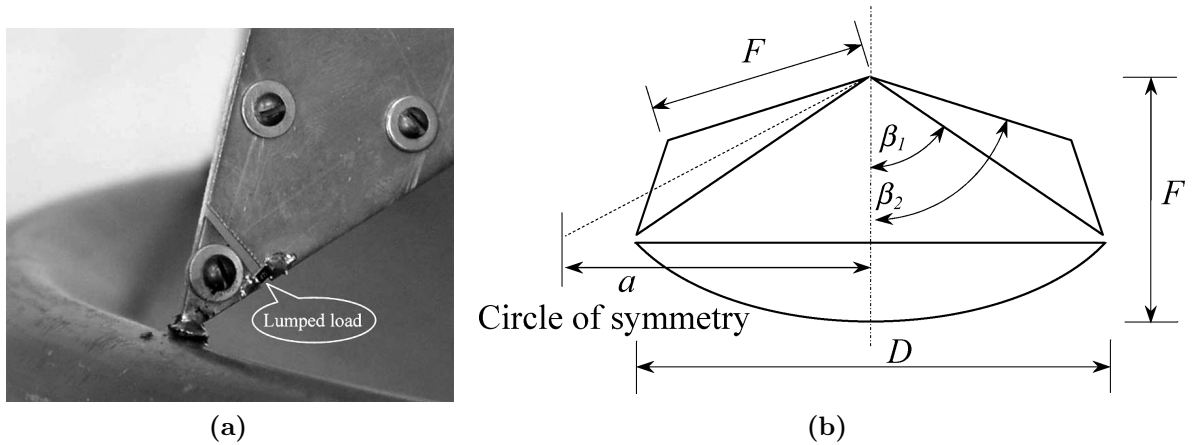 Lumped load
(a)
F
β1
β2
F
a
Circle of symmetry
D
(b)